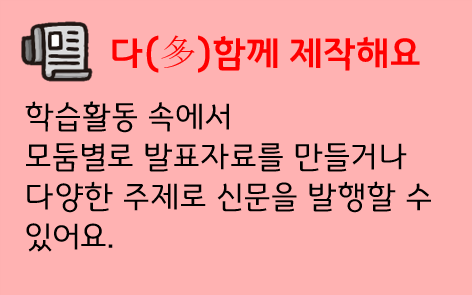 다(多)함께 제작해요
학습활동 속에서
모둠별로 발표자료를 만들거나
다양한 주제로 신문을 발행할 수
있어요.